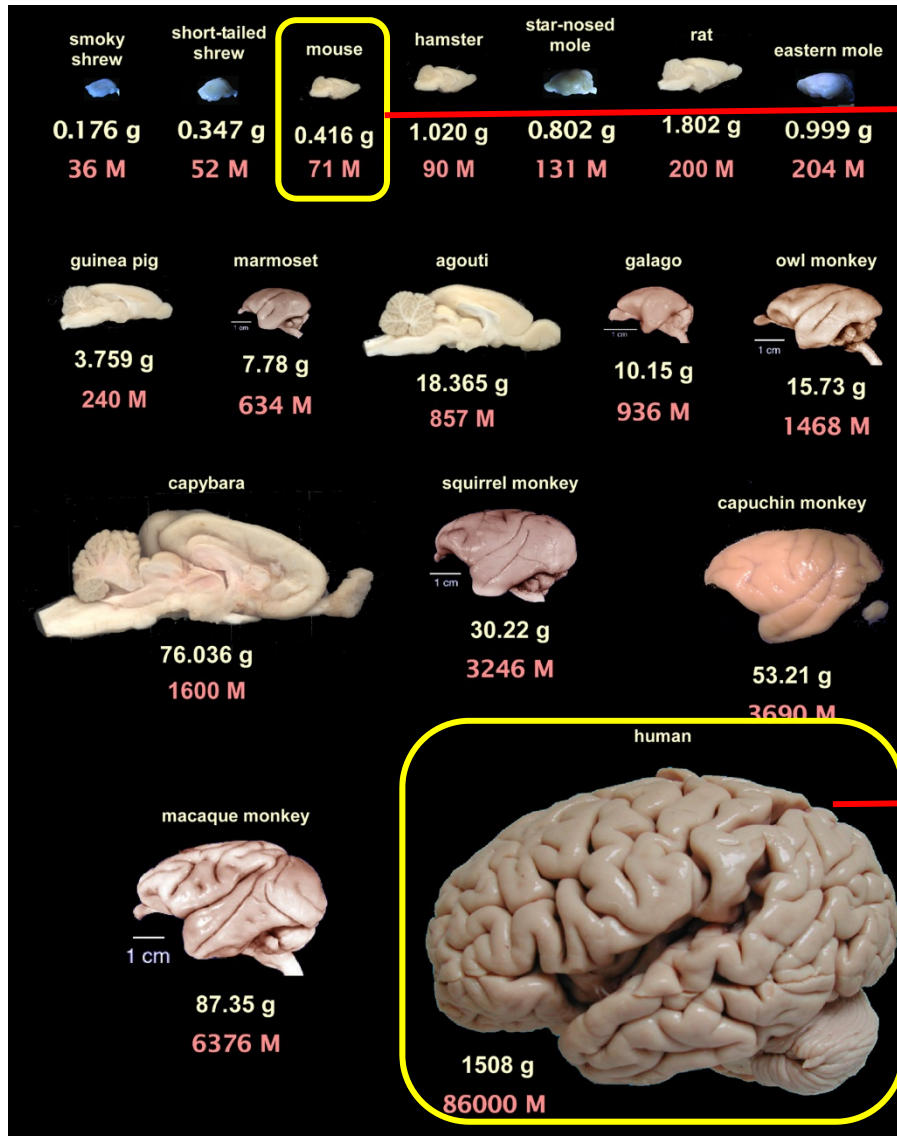 smoky
shrew
short-tailed
shrew
mouse
hamster
star-nosed
mole
rat
eastern mole
0.176 g
0.347 g
0.416 g
1.020 g
0.802 g
1.802 g
0.999 g
36 M
52 M
71 M
90 M
131 M
200 M
204 M
guinea pig
marmoset
agouti
galago
owl monkey
1 cm
1 cm
1 cm
3.759 g
7.78 g
18.365 g
10.15 g
15.73 g
240 M
634 M
857 M
936 M
1468 M
capybara
squirrel monkey
capuchin monkey
1 cm
76.036 g
30.22 g
53.21 g
1600 M
3246 M
3690 M
human
macaque monkey
1 cm
87.35 g
6376 M
1508 g
86000 M